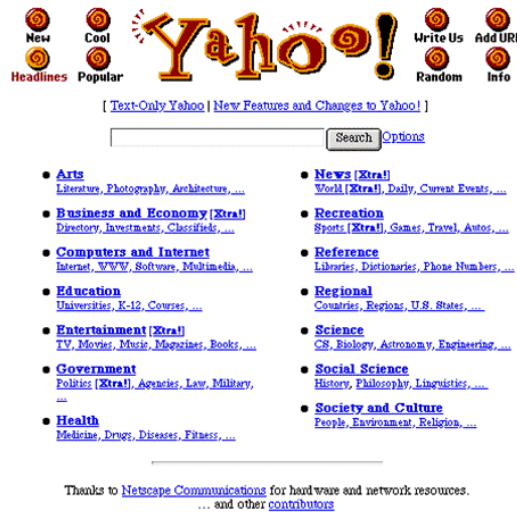 New Cool Yahoo! Write Us Add URL
Headlines Popular Random Info
[ Text-Only Yahoo | New Features and Changes to Yahoo! ]
Search Options
Arts
Literature, Photography, Architecture, ...
Business and Economy [Xtra!]
Directory, Investments, Classifieds, ...
Computers and Internet
Internet, WWW, Software, Multimedia, ...
Education
Universities, K-12, Courses, ...
Entertainment [Xtra!]
TV, Movies, Music, Magazines, Books, ...
Government
Politics [Xtra!], Agencies, Law, Military,
...
Health
Medicine, Drugs, Diseases, Fitness, ...
News [Xtra!]
World [Xtra!], Daily, Current Events, ...
Recreation
Sports [Xtra!], Games, Travel, Autos, ...
Reference
Libraries, Dictionaries, Phone Numbers, ...
Regional
Countries, Regions, U.S. States, ...
Science
CS, Biology, Astronomy, Engineering, ...
Social Science
History, Philosophy, Linguistics, ...
Society and Culture
People, Environment, Religion, ...
Thanks to Netscape Communications for hardware and network resources.
... and other contributors